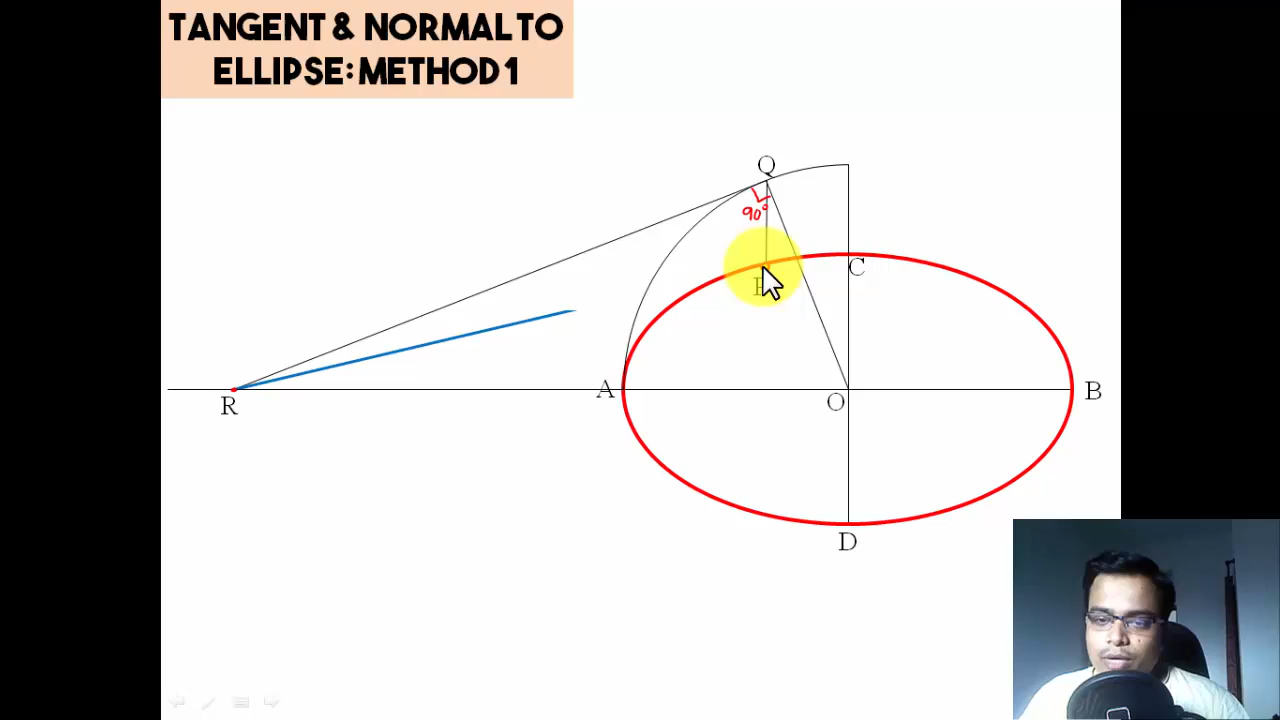 TANGENT & NORMAL TO
ELLIPSE: METHOD 1
Q
90°
C
A
B
O
R
D